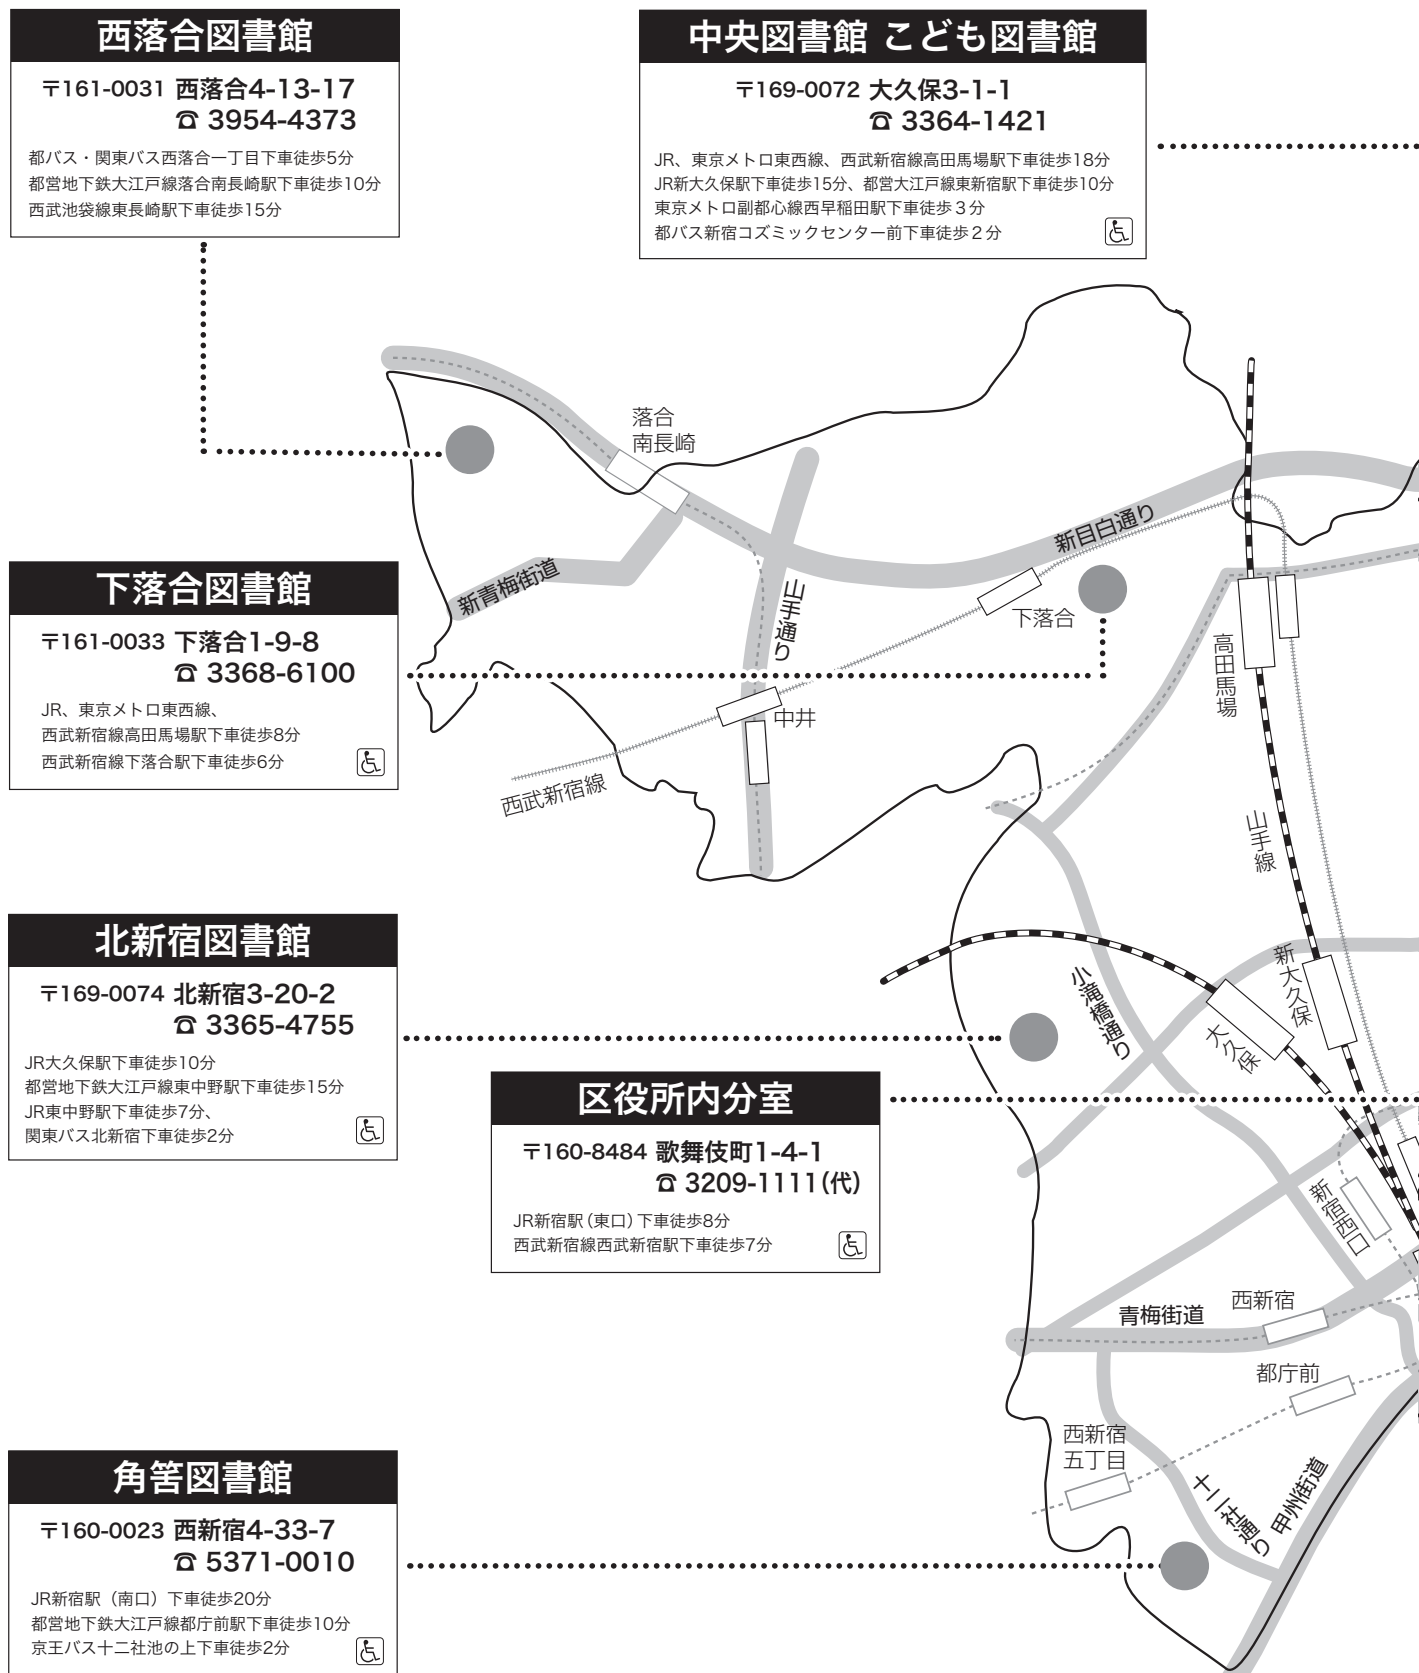 西落合図書館
〒161-0031 西落合4-13-17
☎ 3954-4373
都バス・関東バス西落合一丁目下車徒歩5分
都営地下鉄大江戸線落合南長崎駅下車徒歩10分
西武池袋線東長崎駅下車徒歩15分
中央図書館 こども図書館
〒169-0072 大久保3-1-1
☎ 3364-1421
JR、東京メトロ東西線、西武新宿線高田馬場駅下車徒歩18分
JR新大久保駅下車徒歩15分、都営大江戸線東新宿駅下車徒歩10分
東京メトロ副都心線西早稲田駅下車徒歩3分
都バス新宿コズミックセンター前下車徒歩2分
落合
南長崎
新目白通り
新青梅街道
山手通り
下落合
高田馬場
中井
西武新宿線
山手線
下落合図書館
〒161-0033 下落合1-9-8
☎ 3368-6100
JR、東京メトロ東西線、
西武新宿線高田馬場駅下車徒歩8分
西武新宿線下落合駅下車徒歩6分
北新宿図書館
〒169-0074 北新宿3-20-2
☎ 3365-4755
JR大久保駅下車徒歩10分
都営地下鉄大江戸線東中野駅下車徒歩15分
JR東中野駅下車徒歩7分、
関東バス北新宿下車徒歩2分
小滝橋通り
新大久保
大久保
区役所内分室
〒160-8484 歌舞伎町1-4-1
☎ 3209-1111(代)
JR新宿駅(東口)下車徒歩8分
西武新宿線西武新宿駅下車徒歩7分
新宿西口
西新宿
青梅街道
都庁前
西新宿
五丁目
十二社通り
甲州街道
角筈図書館
〒160-0023 西新宿4-33-7
☎ 5371-0010
JR新宿駅（南口）下車徒歩20分
都営地下鉄大江戸線都庁前駅下車徒歩10分
京王バス十二社池の上下車徒歩2分